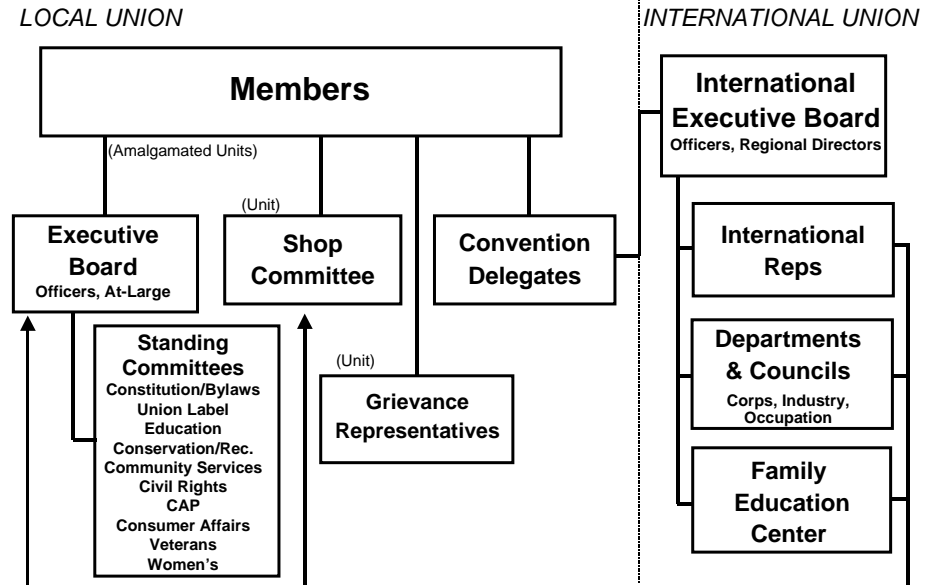 LOCAL UNION
INTERNATIONAL UNION
Members
International
Executive Board
Officers, Regional Directors
(Amalgamated Units)
(Unit)
Executive
Board
Officers, At-Large
Shop
Committee
Convention
Delegates
International
Reps
Standing
Committees
Constitution/Bylaws
Union Label
Education
Conservation/Rec.
Community Services
Civil Rights
CAP
Consumer Affairs
Veterans
Women's
(Unit)
Grievance
Representatives
Departments
& Councils
Corps, Industry,
Occupation
Family
Education
Center